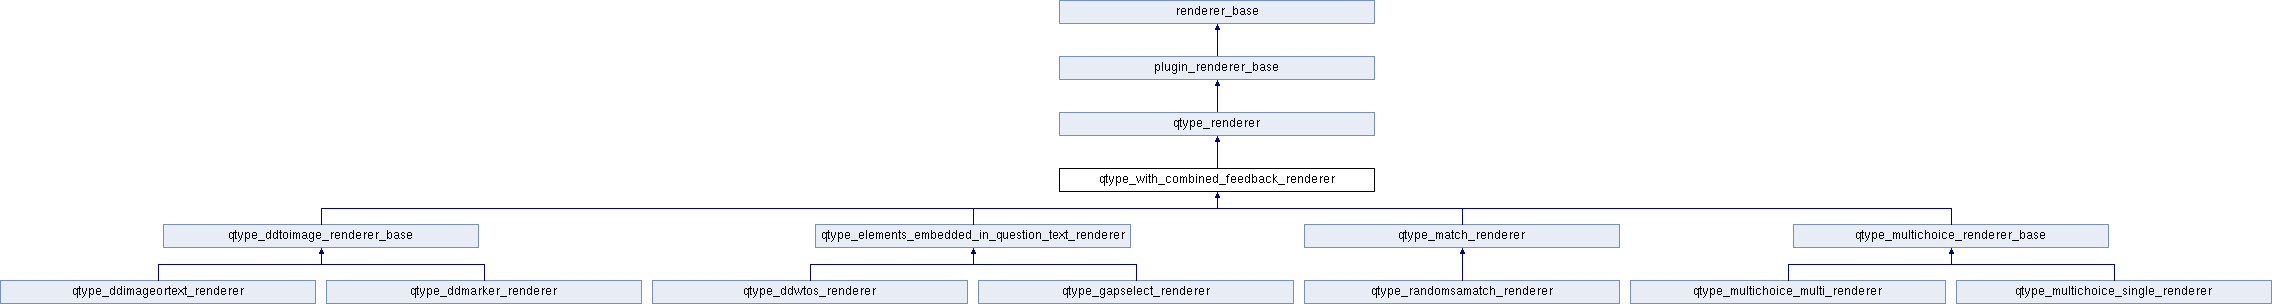 renderer_base
plugin_renderer_base
qtype_renderer
qtype_with_combined_feedback_renderer
qtype_ddtoimage_renderer_base
qtype_elements_embedded_in_question_text_renderer
qtype_match_renderer
qtype_multichoice_renderer_base
qtype_ddimageortext_renderer
qtype_ddmarker_renderer
qtype_ddwtos_renderer
qtype_gapselect_renderer
qtype_randomsamatch_renderer
qtype_multichoice_multi_renderer
qtype_multichoice_single_renderer